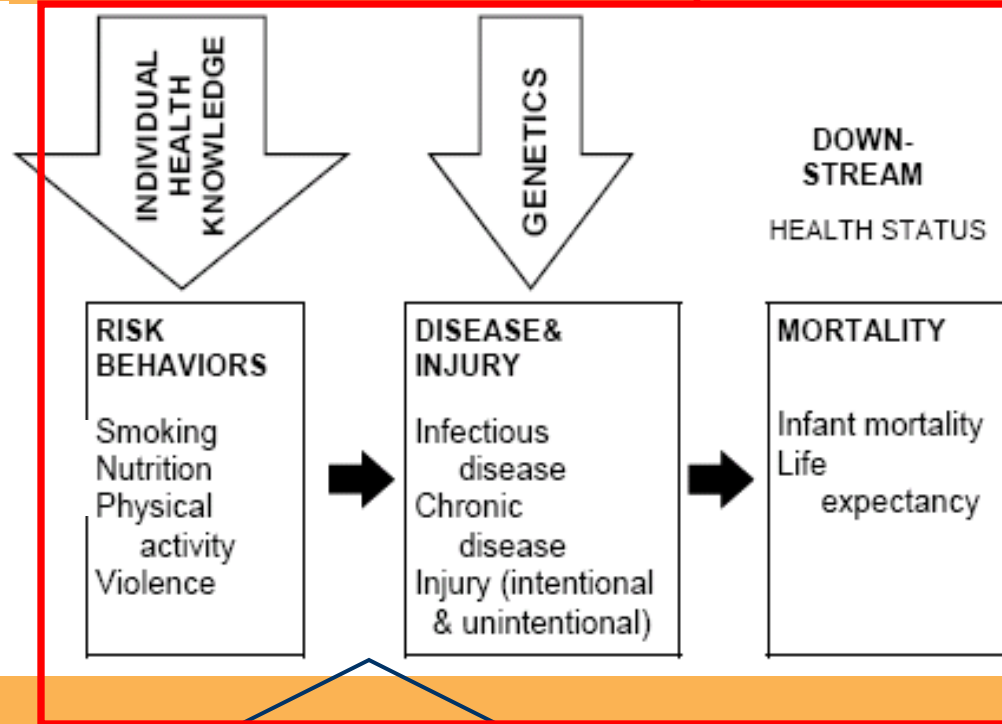 INDIVIDUAL
HEALTH
KNOWLEDGE
GENETICS
DOWN-
STREAM
HEALTH STATUS
RISK
BEHAVIORS
Smoking
Nutrition
Physical
activity
Violence
DISEASE&
INJURY
Infectious
disease
Chronic
disease
Injury (intentional
& unintentional)
MORTALITY
Infant mortality
Life
expectancy